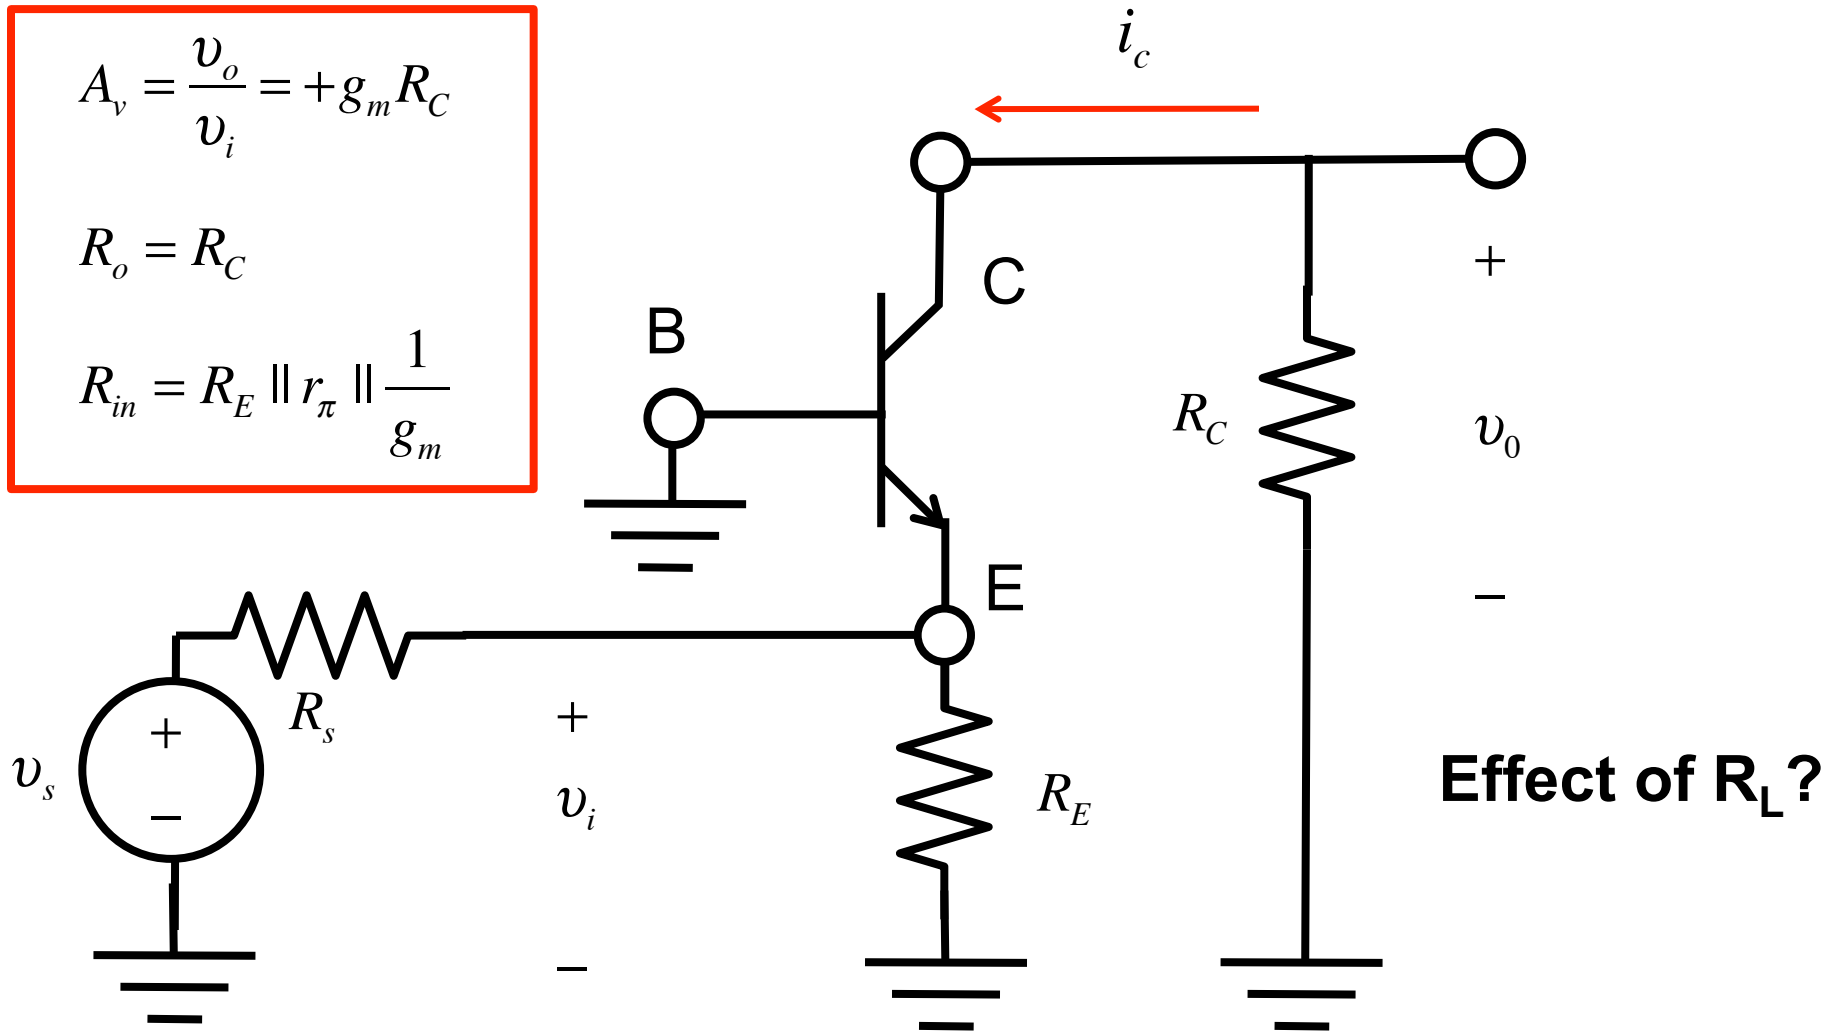 A_v = υ_o / υ_i = +g_m R_C
R_o = R_C
R_in = R_E || r_π || 1 / g_m
i_c
C
B
+
R_C
υ_0
−
E
R_s
+
υ_s
−
+
υ_i
−
R_E
Effect of R_L?